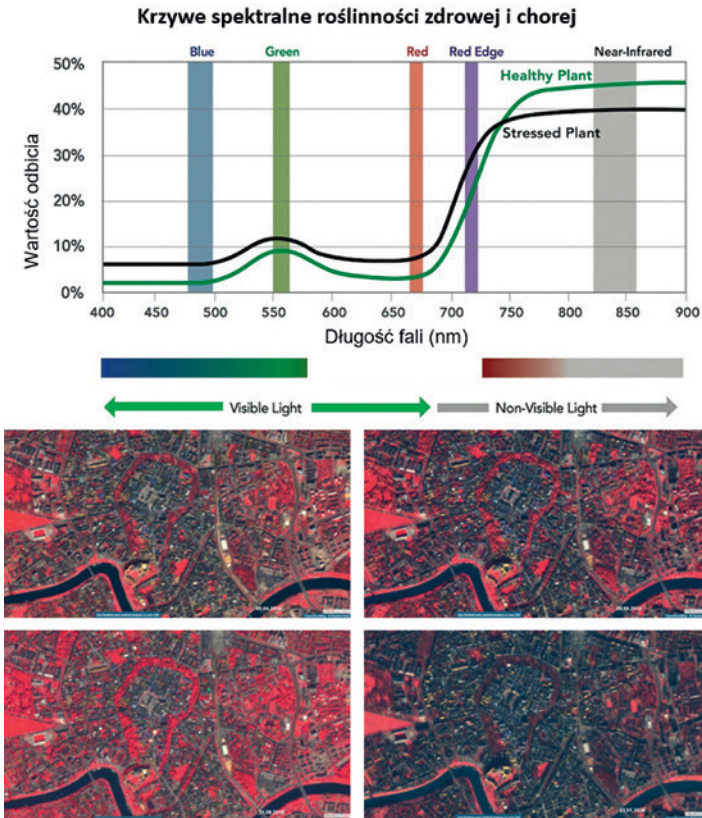 Krzywe spektralne roślinności zdrowej i chorej
Blue Green Red Red Edge Near-Infrared
50%
40%
30%
20%
10%
0%
Wartość odbicia
Healthy Plant
Stressed Plant
400 450 500 550 600 650 700 750 800 850 900
Długość fali (nm)
Visible Light Non-Visible Light